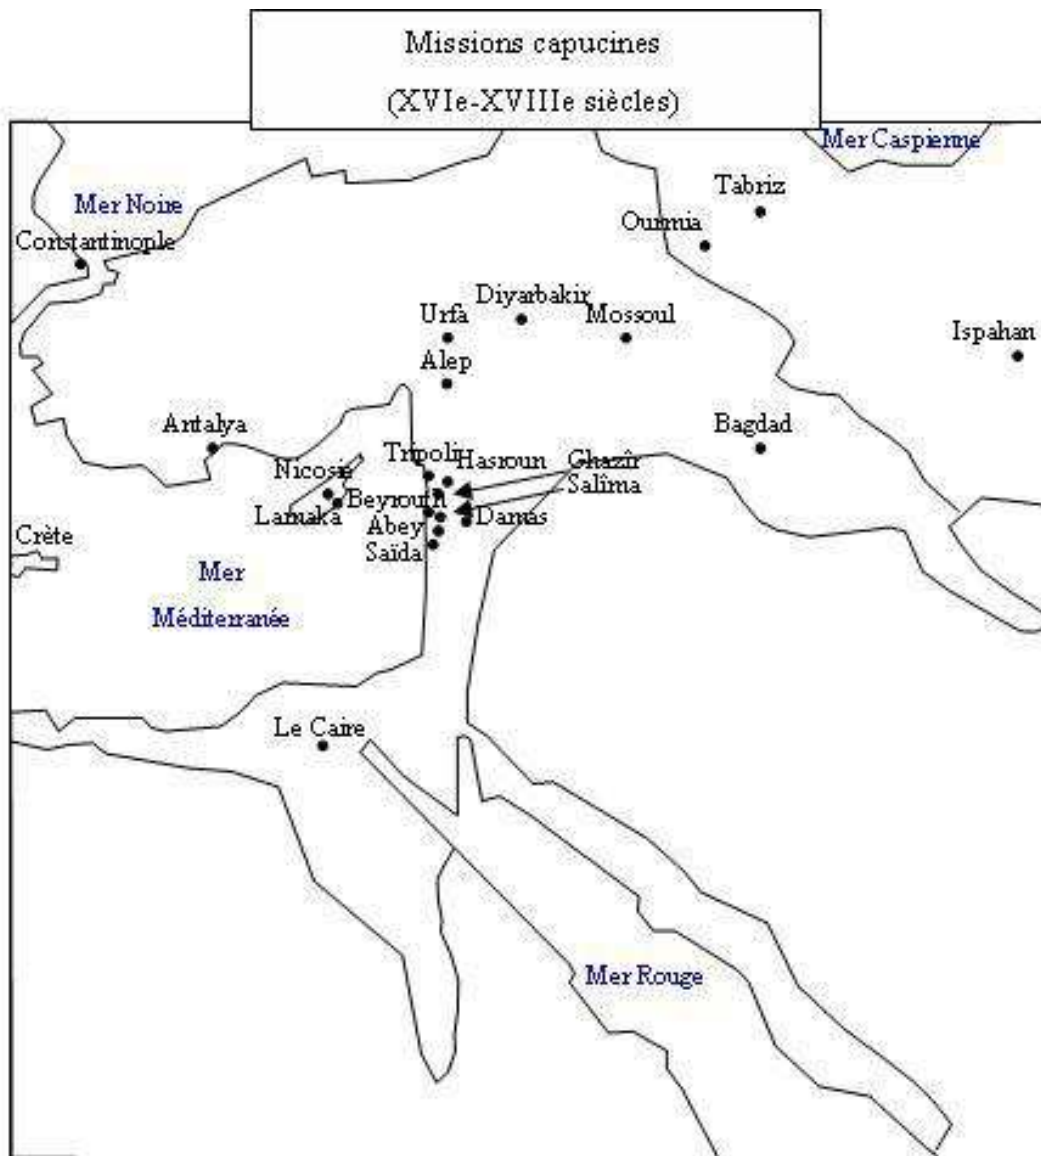 Missions capucines
(XVIe-XVIIIe siècles)
Mer Caspienne
Tabriz
Mer Noire
Ourmia
Constantinople
Diyarbakir
Urfa
Mossoul
Ispahan
Alep
Antalya
Bagdad
Tripoli
Hasroun
Ghazîr
Nicosie
Salîma
Beyrouth
Larnaka
Damas
Abey
Crète
Saïda
Mer
Méditerranée
Le Caire
Mer Rouge